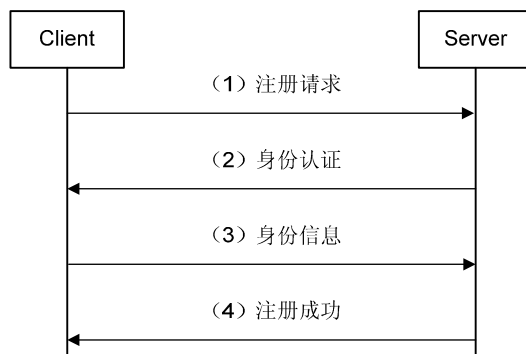 Client
Server
（1）注册请求
（2）身份认证
（3）身份信息
（4）注册成功